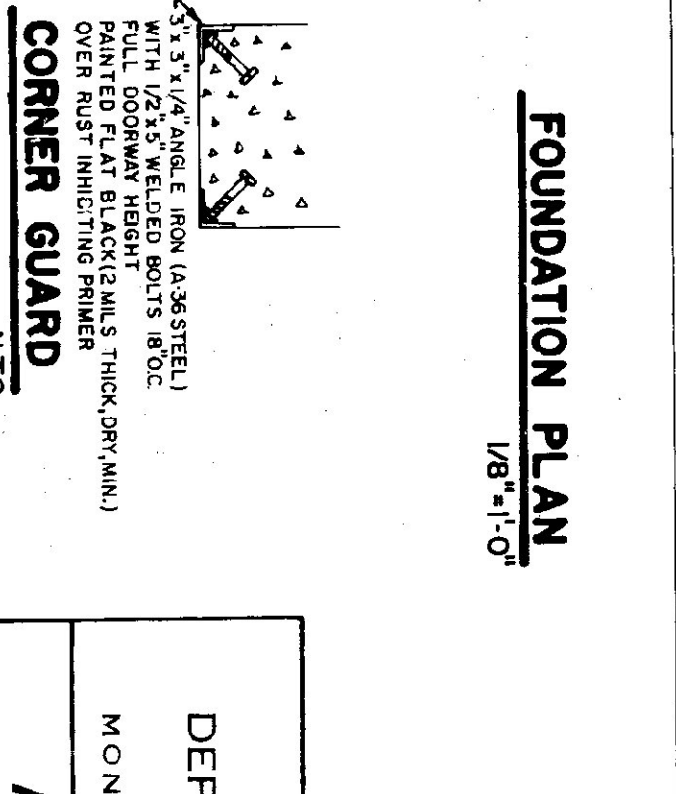 FOUNDATION PLAN
1/8"=1'-0"
3"x3"x1/4" ANGLE IRON (A-36 STEEL)
WITH 1/2"x5" WELDED BOLTS 18"O.C.
FULL DOORWAY HEIGHT
PAINTED FLAT BLACK (2 MILS THICK, DRY, MIN.)
OVER RUST INHIBITING PRIMER
CORNER GUARD
DEP
MON